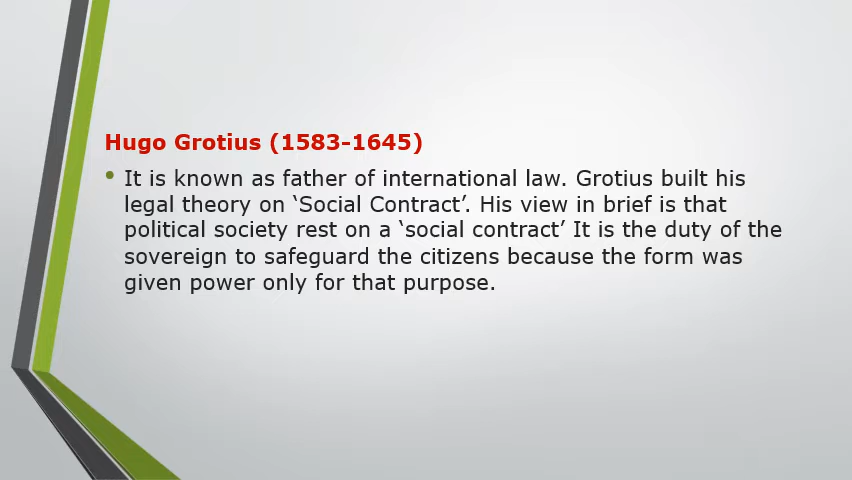 Hugo Grotius (1583-1645)
• It is known as father of international law. Grotius built his
legal theory on ‘Social Contract’. His view in brief is that
political society rest on a ‘social contract’ It is the duty of the
sovereign to safeguard the citizens because the form was
given power only for that purpose.